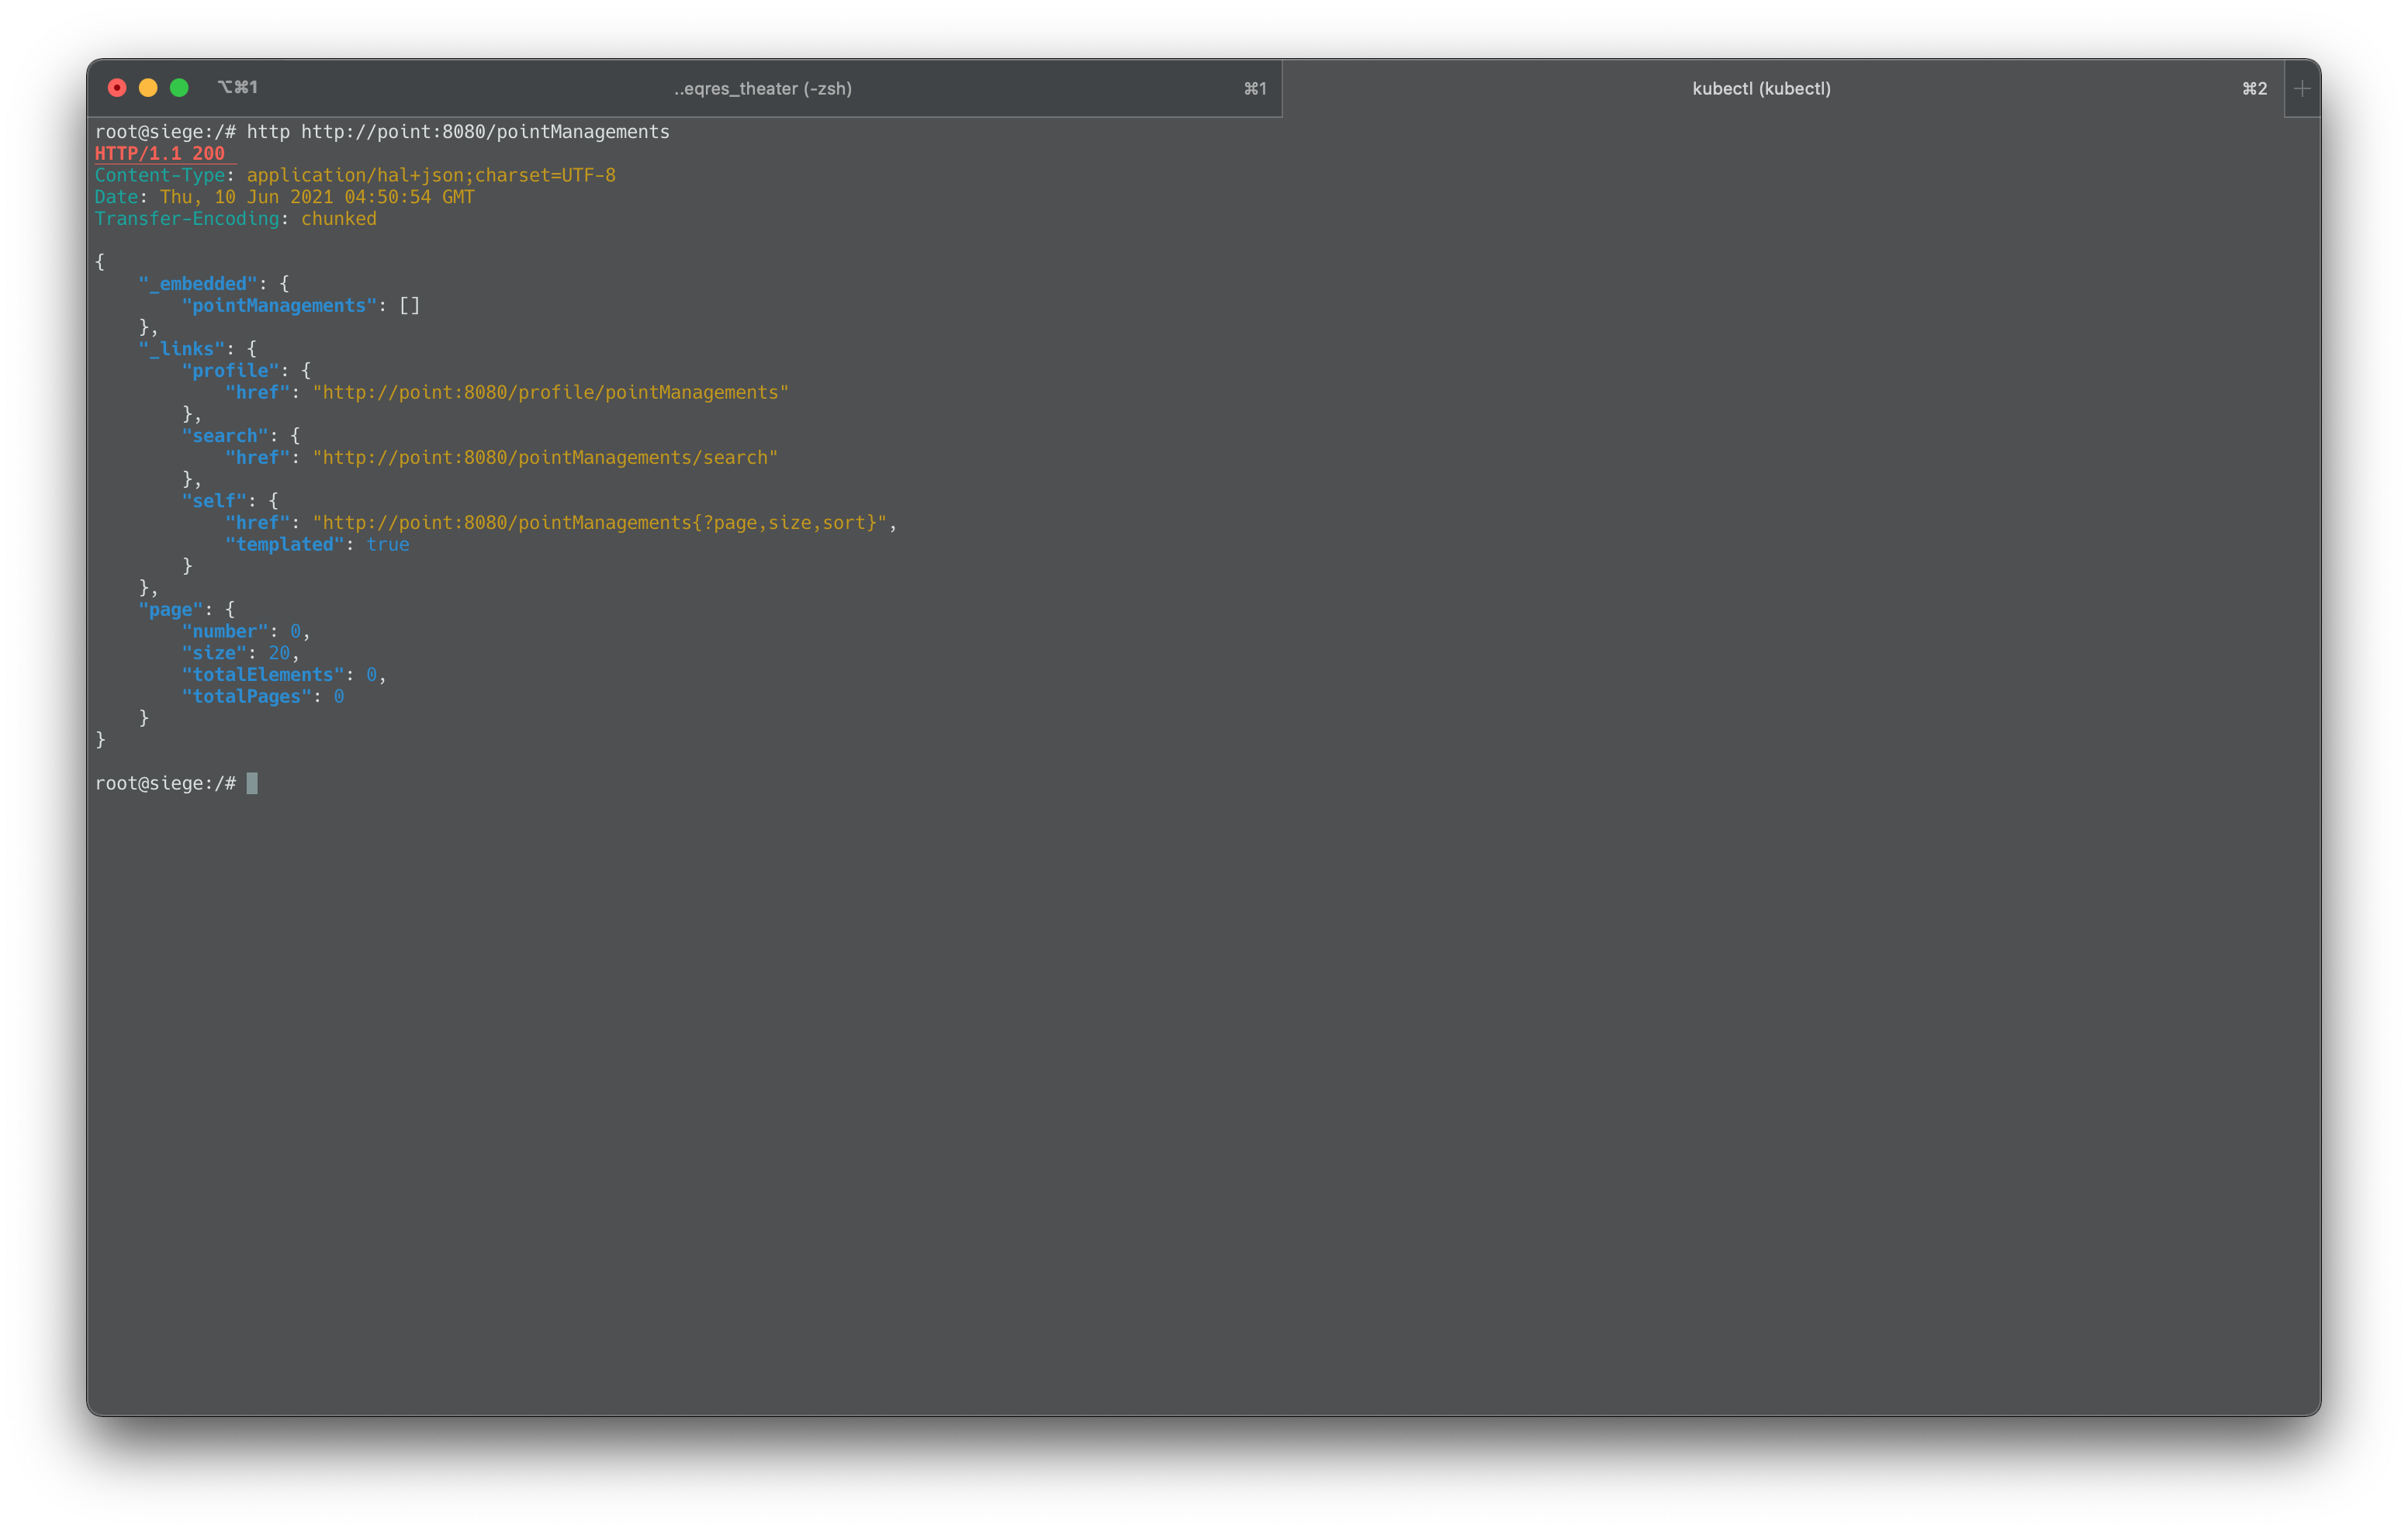 ⌥⌘1 ..eqres_theater (-zsh) ⌘1 kubectl (kubectl) ⌘2 +
root@siege:/# http http://point:8080/pointManagements
HTTP/1.1 200
Content-Type: application/hal+json;charset=UTF-8
Date: Thu, 10 Jun 2021 04:50:54 GMT
Transfer-Encoding: chunked

{
    "_embedded": {
        "pointManagements": []
    },
    "_links": {
        "profile": {
            "href": "http://point:8080/profile/pointManagements"
        },
        "search": {
            "href": "http://point:8080/pointManagements/search"
        },
        "self": {
            "href": "http://point:8080/pointManagements{?page,size,sort}",
            "templated": true
        }
    },
    "page": {
        "number": 0,
        "size": 20,
        "totalElements": 0,
        "totalPages": 0
    }
}

root@siege:/#